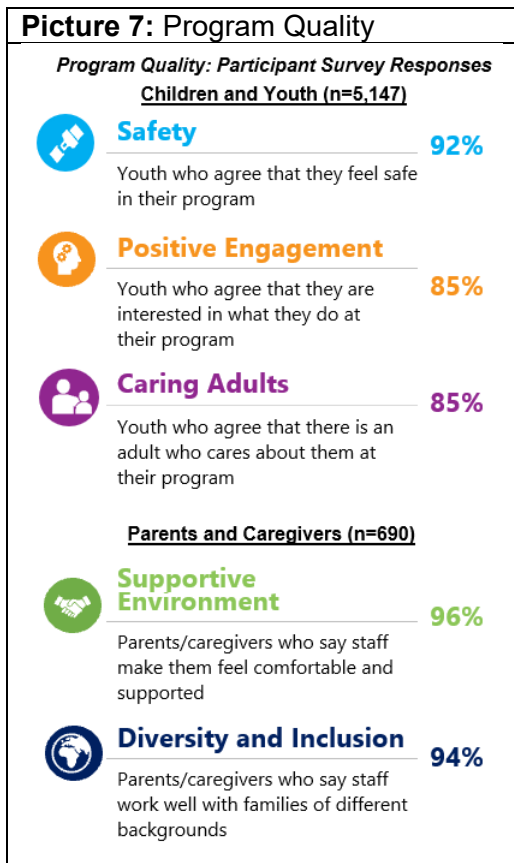 Picture 7: Program Quality
Program Quality: Participant Survey Responses
Children and Youth (n=5,147)
Safety
92%
Youth who agree that they feel safe
in their program
Positive Engagement
85%
Youth who agree that they are
interested in what they do at
their program
Caring Adults
85%
Youth who agree that there is an
adult who cares about them at
their program
Parents and Caregivers (n=690)
Supportive
Environment
96%
Parents/caregivers who say staff
make them feel comfortable and
supported
Diversity and Inclusion
94%
Parents/caregivers who say staff
work well with families of different
backgrounds